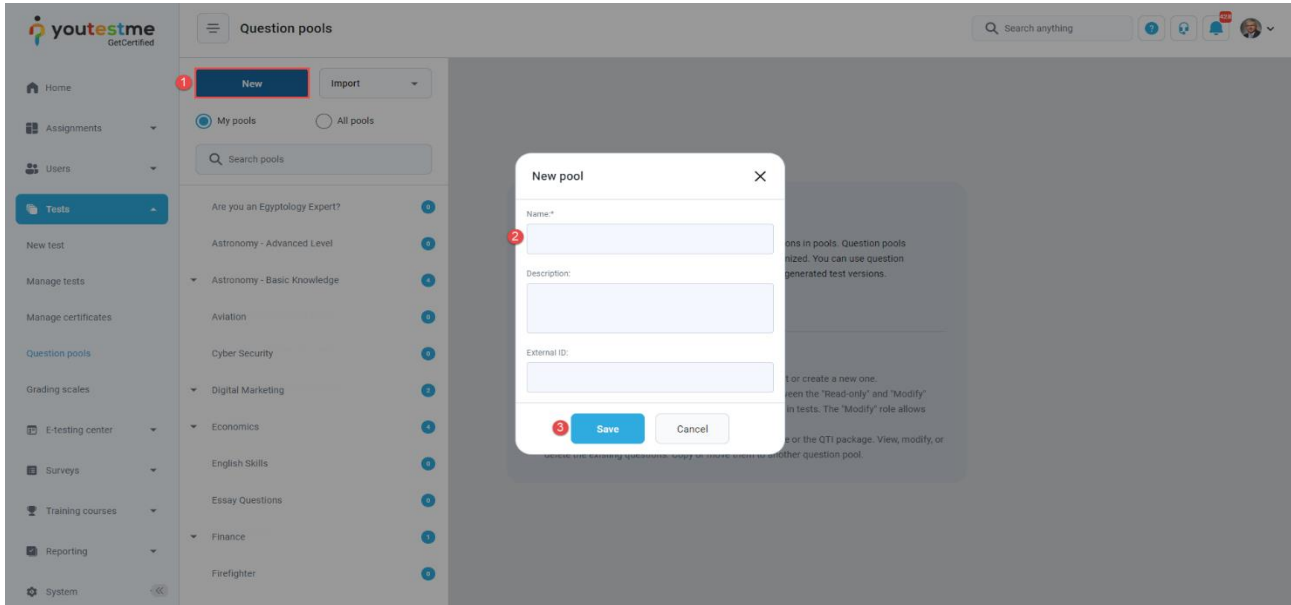 youtestme
GetCertified
Question pools
Search anything
Home
Assignments
Users
Tests
New test
Manage tests
Manage certificates
Question pools
Grading scales
E-testing center
Surveys
Training courses
Reporting
System
1
New
Import
My pools
All pools
Search pools
Are you an Egyptology Expert?
Astronomy - Advanced Level
Astronomy - Basic Knowledge
Aviation
Cyber Security
Digital Marketing
Economics
English Skills
Essay Questions
Finance
Firefighter
New pool
Name:*
2
Description:
External ID:
3
Save
Cancel
ons in pools. Question pools
nized. You can use question
generated test versions.
t or create a new one.
veen the "Read-only" and "Modify"
in tests. The "Modify" role allows
e or the QTI package. View, modify, or
delete the exhiting questions. Copy or move them to another question pool.